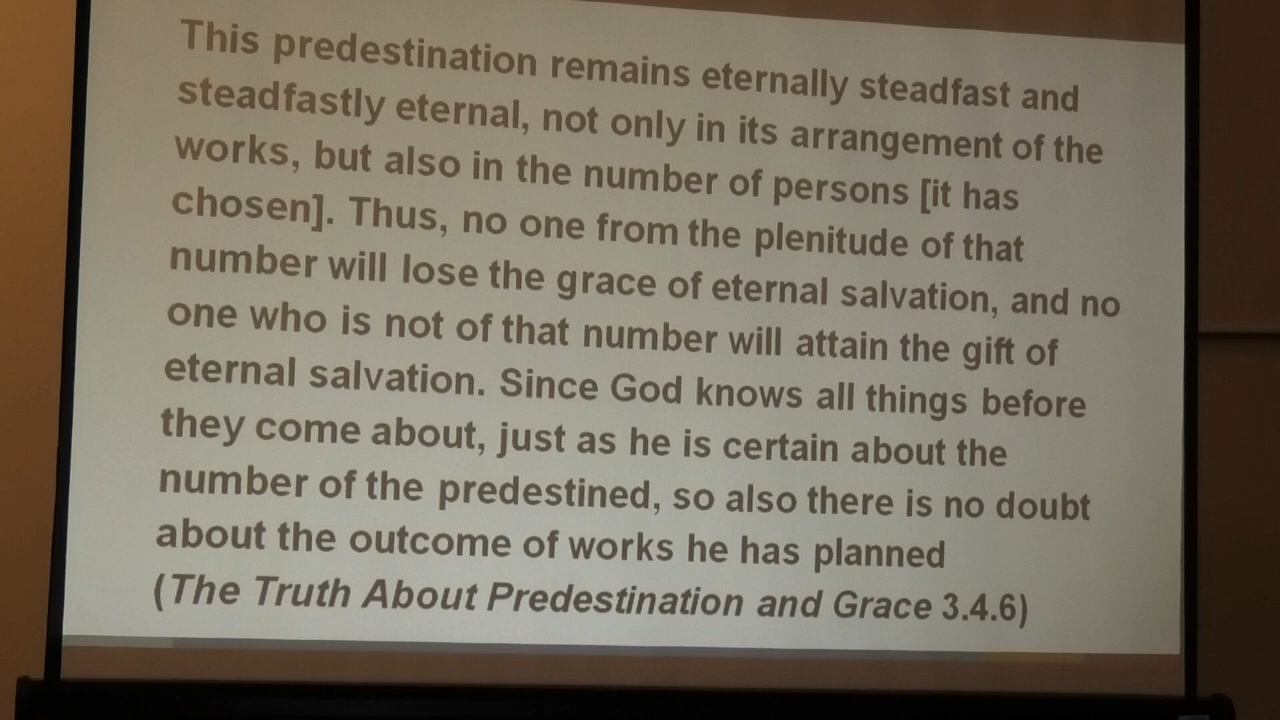 This predestination remains eternally steadfast and
steadfastly eternal, not only in its arrangement of the
works, but also in the number of persons [it has
chosen]. Thus, no one from the plenitude of that
number will lose the grace of eternal salvation, and no
one who is not of that number will attain the gift of
eternal salvation. Since God knows all things before
they come about, just as he is certain about the
number of the predestined, so also there is no doubt
about the outcome of works he has planned
(The Truth About Predestination and Grace 3.4.6)